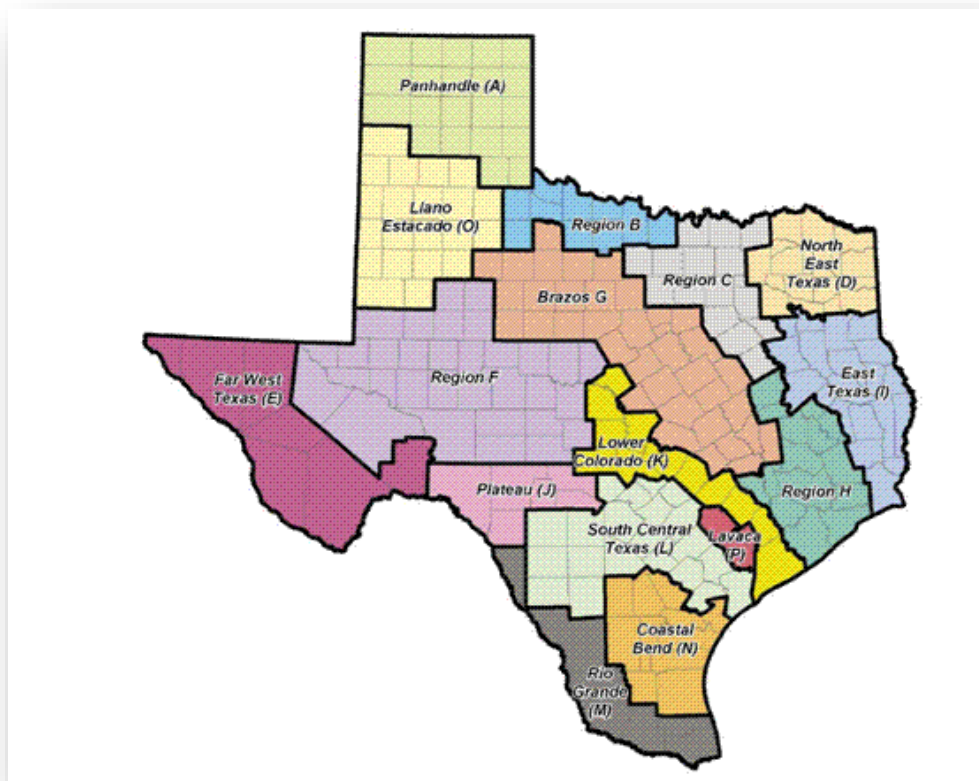 Panhandle (A)
Llano
Estacado (O)
Region B
North
East
Texas (D)
Region C
Brazos G
Far West
Texas (E)
Region F
East
Texas (I)
Lower
Colorado (K)
Plateau (J)
Region H
South Central
Texas (L)
Lavaca
(P)
Coastal
Bend (N)
Rio
Grande
(M)